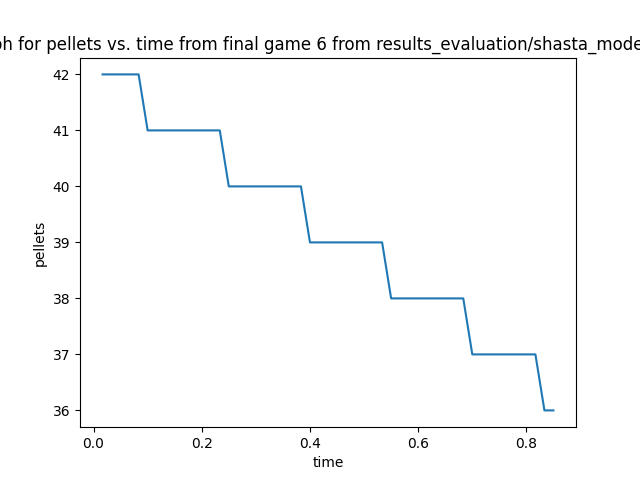 ph for pellets vs. time from final game 6 from results_evaluation/shasta_mode
42
41
40
39
38
37
36
pellets
0.0 0.2 0.4 0.6 0.8
time